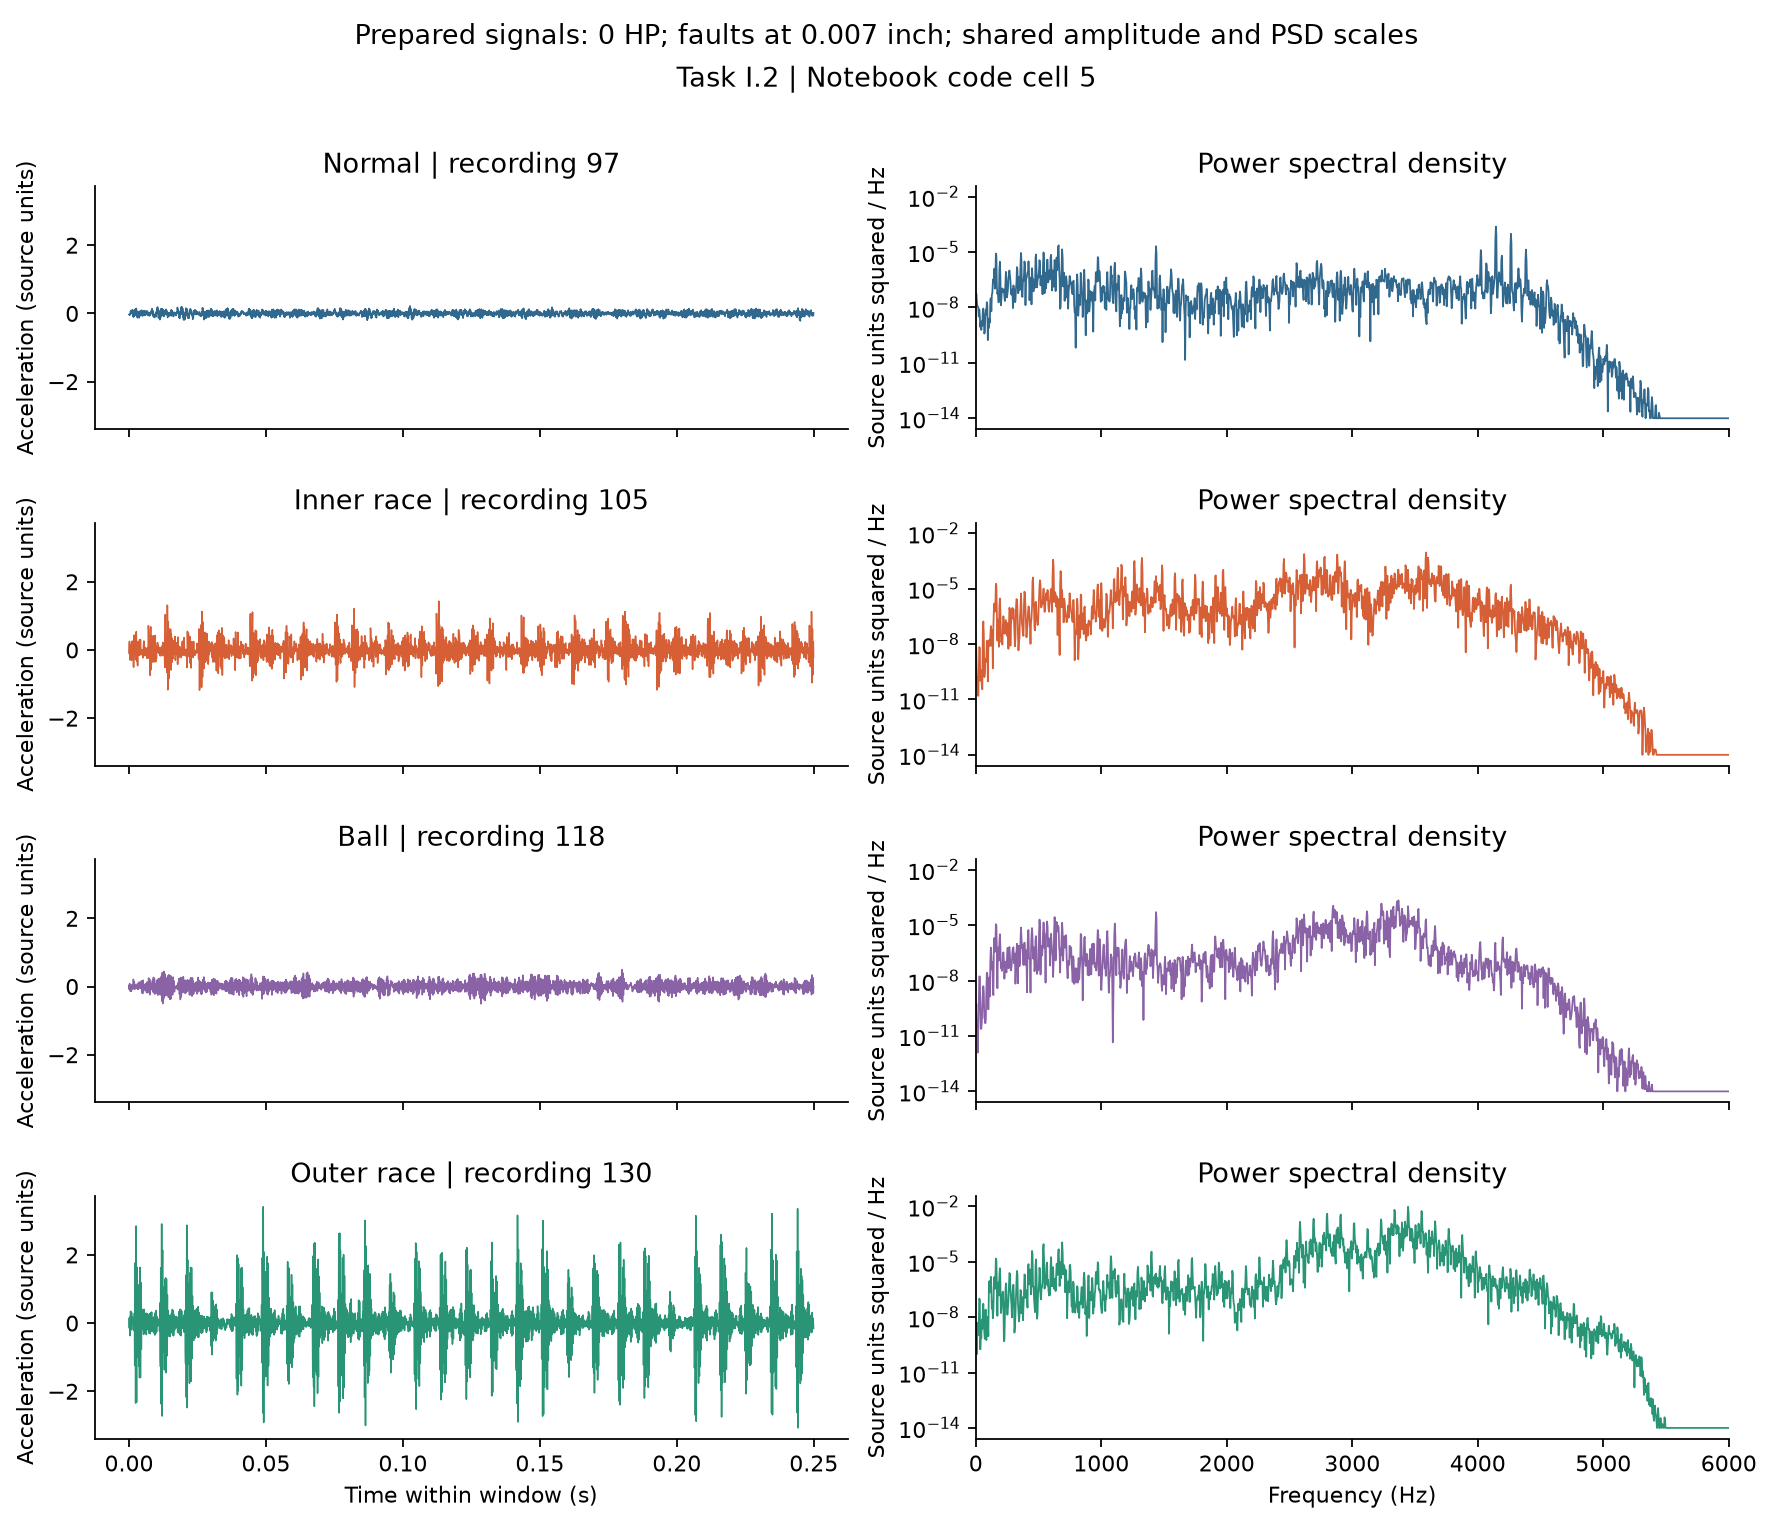 Prepared signals: 0 HP; faults at 0.007 inch; shared amplitude and PSD scales
Task I.2 | Notebook code cell 5
Normal | recording 97
Acceleration (source units)
2
0
−2
Power spectral density
Source units squared / Hz
10⁻²
10⁻⁵
10⁻⁸
10⁻¹¹
10⁻¹⁴
Inner race | recording 105
Acceleration (source units)
2
0
−2
Power spectral density
Source units squared / Hz
10⁻²
10⁻⁵
10⁻⁸
10⁻¹¹
10⁻¹⁴
Ball | recording 118
Acceleration (source units)
2
0
−2
Power spectral density
Source units squared / Hz
10⁻²
10⁻⁵
10⁻⁸
10⁻¹¹
10⁻¹⁴
Outer race | recording 130
Acceleration (source units)
2
0
−2
0.00 0.05 0.10 0.15 0.20 0.25
Time within window (s)
Power spectral density
Source units squared / Hz
10⁻²
10⁻⁵
10⁻⁸
10⁻¹¹
10⁻¹⁴
0 1000 2000 3000 4000 5000 6000
Frequency (Hz)